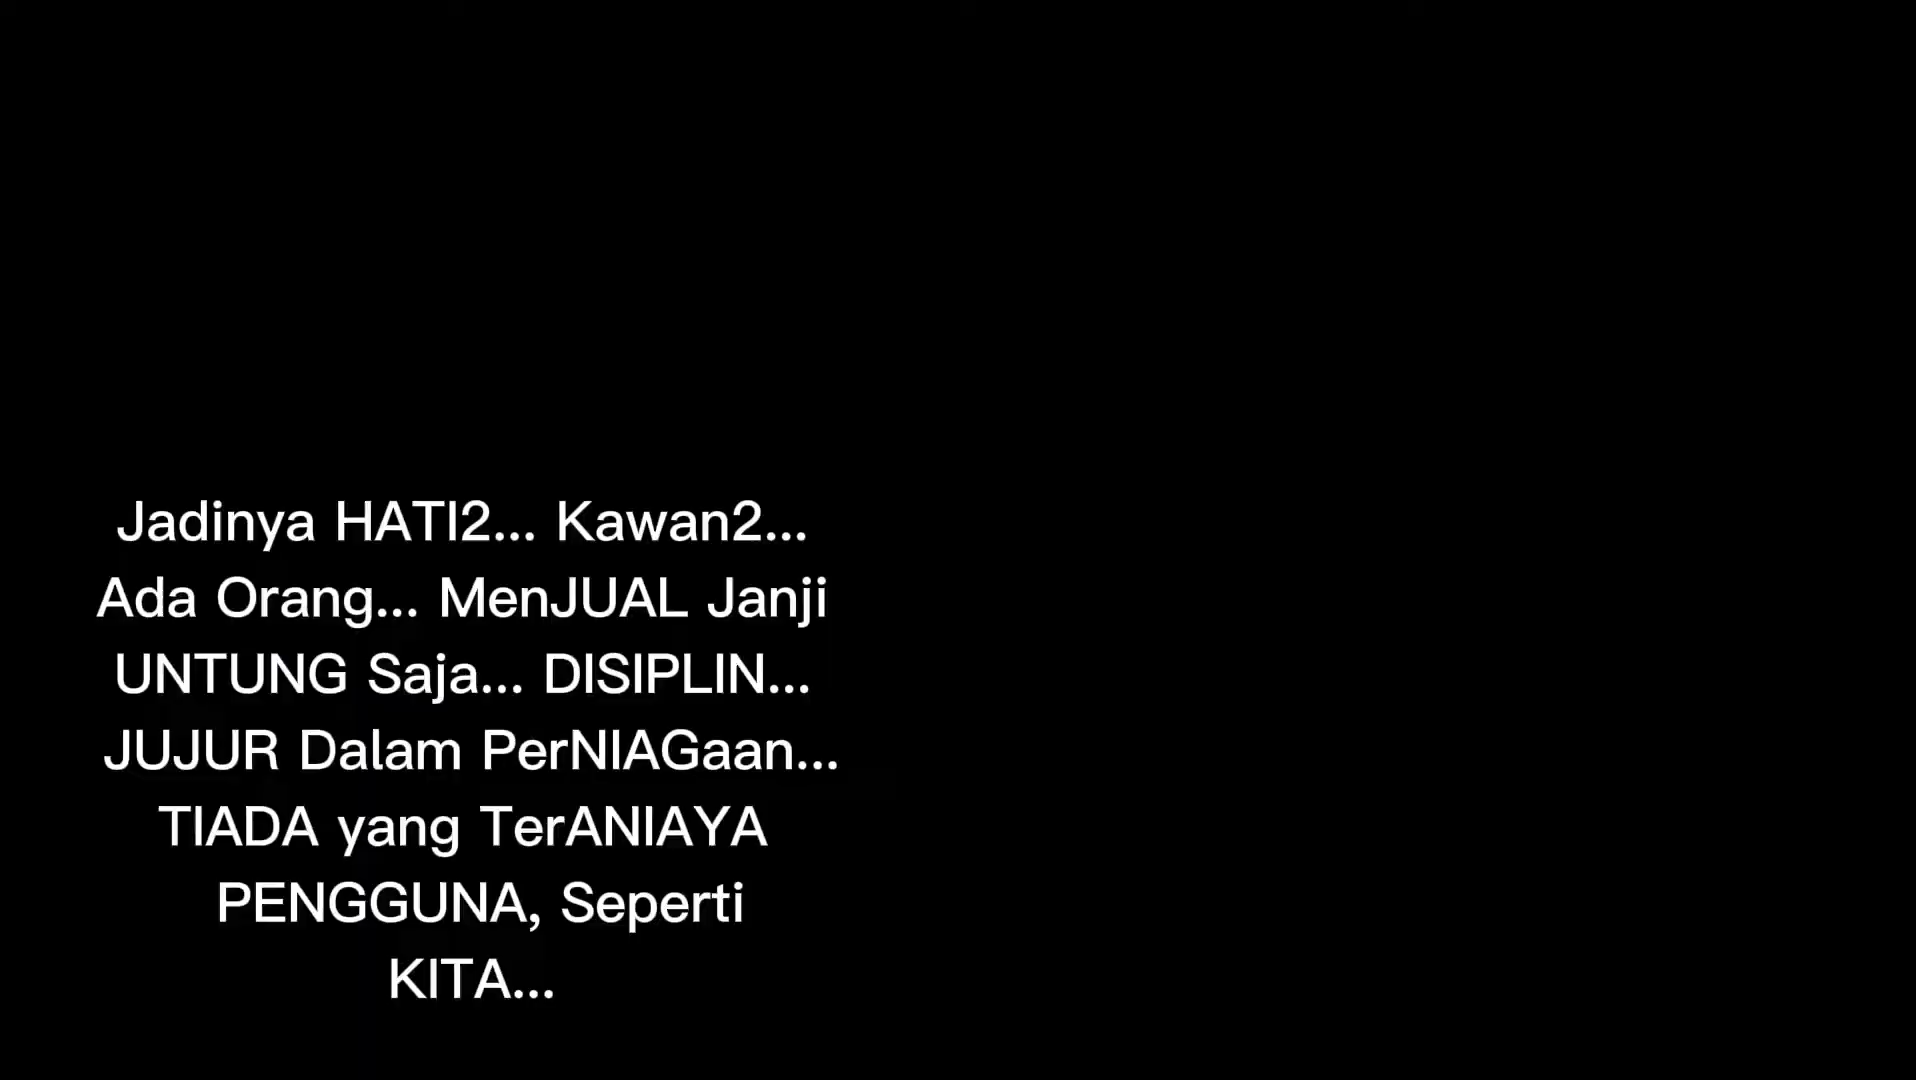 Jadinya HATI2... Kawan2...
Ada Orang... MenJUAL Janji
UNTUNG Saja... DISIPLIN...
JUJUR Dalam PerNIAGaan...
TIADA yang TerANIAYA
PENGGUNA, Seperti
KITA...